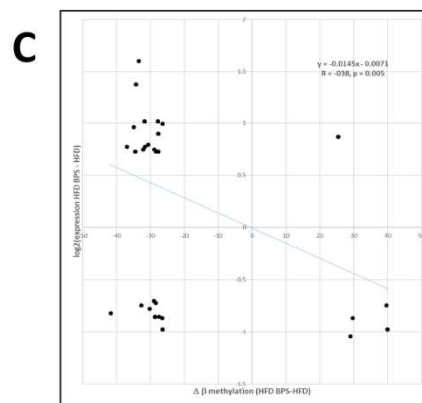 C
2
y = -0.0145x - 0.0071
R = -038, p = 0.005
1.5
1
0.5
0
-50 -40 -30 -20 -10 0 10 20 30 40 50
-0.5
-1
-1.5
log2(expression HFD BPS - HFD)
Δ β methylation (HFD BPS-HFD)